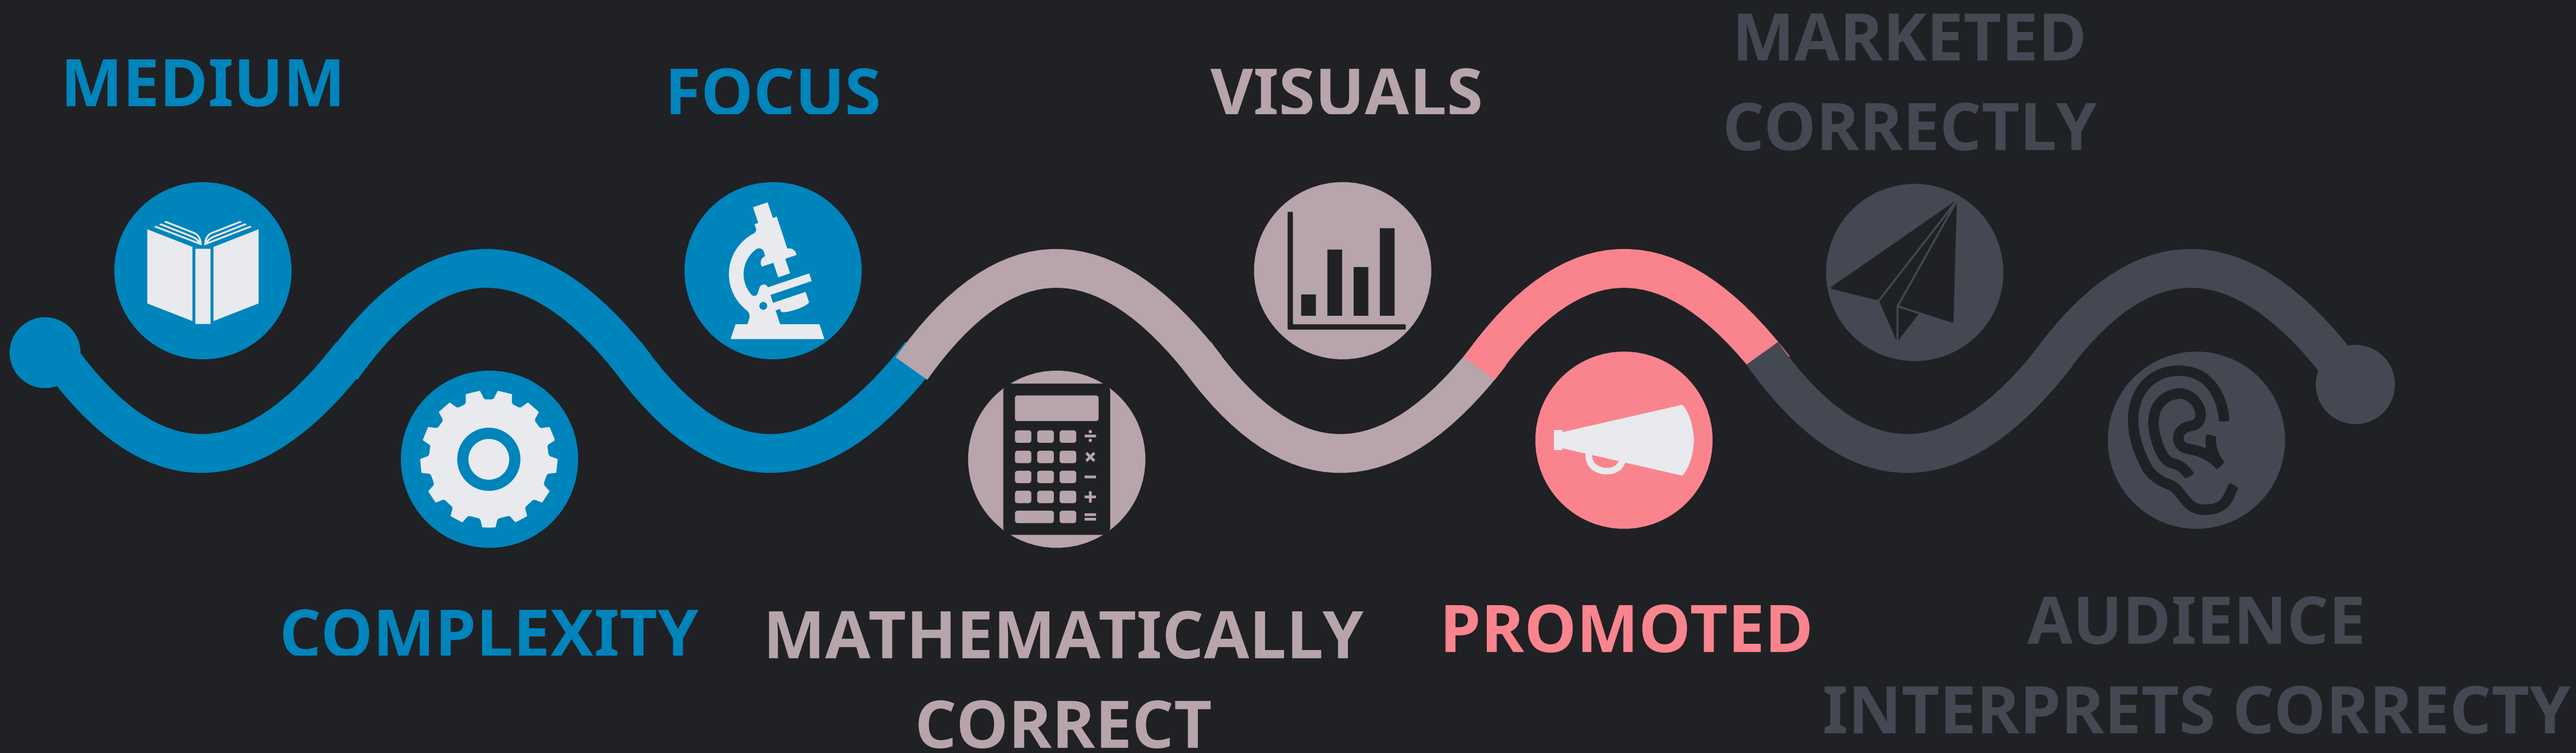 MEDIUM
COMPLEXITY
FOCUS
MATHEMATICALLY
CORRECT
VISUALS
PROMOTED
MARKETED
CORRECTLY
AUDIENCE
INTERPRETS CORRECTY
÷
×
−
+
=